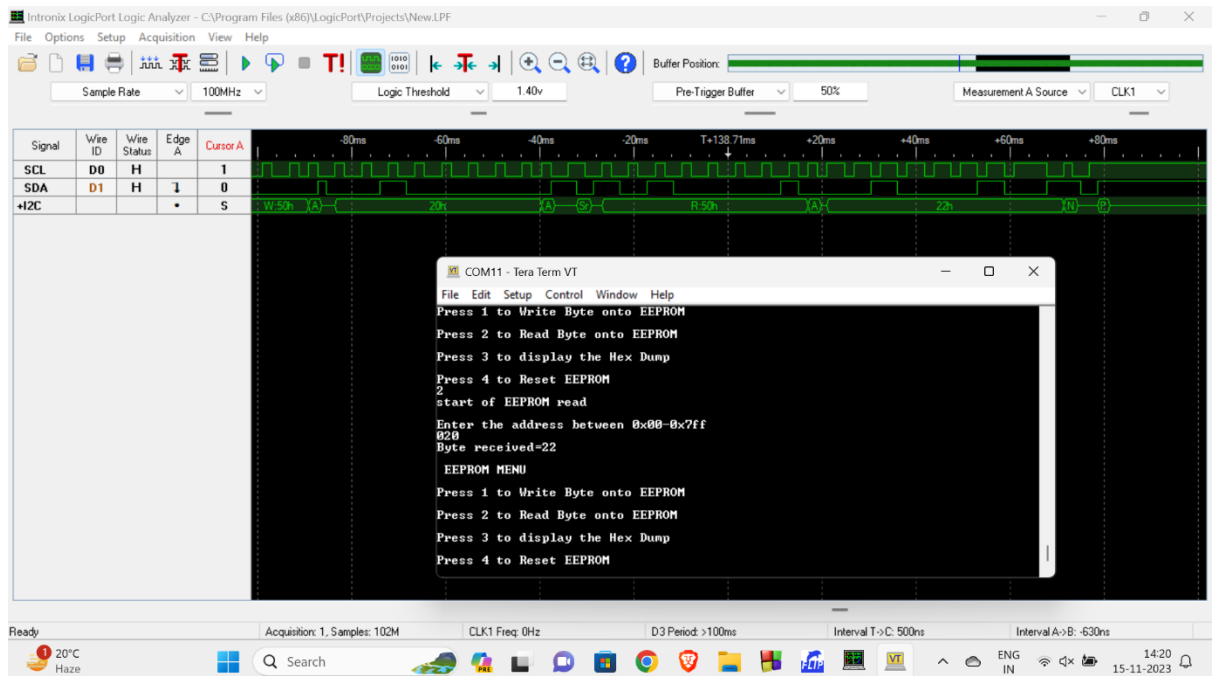 Intronix LogicPort Logic Analyzer - C:\Program Files (x86)\LogicPort\Projects\New.LPF
File Options Setup Acquisition View Help
T! 1010 0101 Buffer Position:
Sample Rate 100MHz Logic Threshold 1.40v Pre-Trigger Buffer 50% Measurement A Source CLK1
Signal Wire ID Wire Status Edge A Cursor A -80ms -60ms -40ms -20ms T+138.71ms +20ms +40ms +60ms +80ms
SCL D0 H 1
SDA D1 H 0
+I2C S W:50h A 20h A Sr R:50h A 22h N P
COM11 - Tera Term VT
File Edit Setup Control Window Help
Press 1 to Write Byte onto EEPROM
Press 2 to Read Byte onto EEPROM
Press 3 to display the Hex Dump
Press 4 to Reset EEPROM
2
start of EEPROM read
Enter the address between 0x00-0x7ff
020
Byte received=22
EEPROM MENU
Press 1 to Write Byte onto EEPROM
Press 2 to Read Byte onto EEPROM
Press 3 to display the Hex Dump
Press 4 to Reset EEPROM
Ready Acquisition: 1, Samples: 102M CLK1 Freq: 0Hz D3 Period: >100ms Interval T->C: 500ns Interval A->B: -630ns
1 20°C
Haze
Search
PRE
FLIP
VT
ENG
IN
14:20
15-11-2023